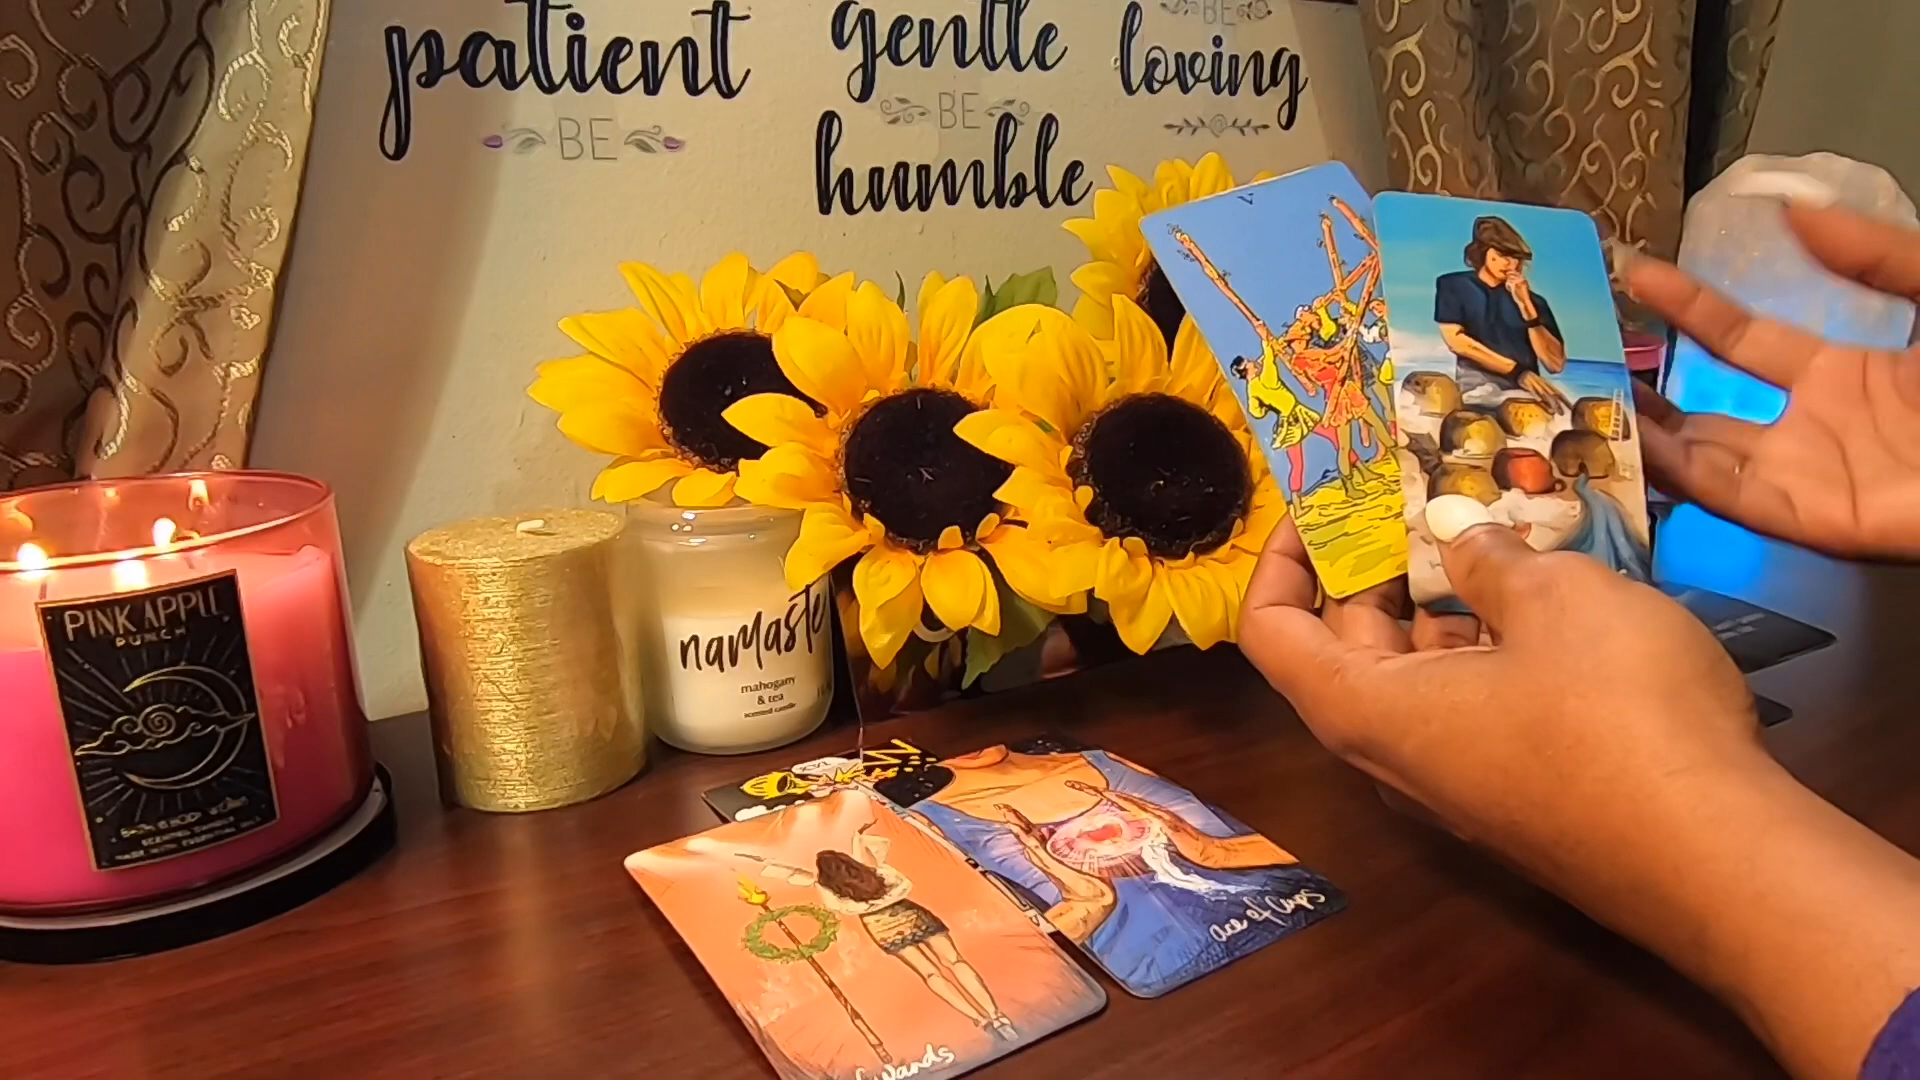 patient
BE
gentle
BE
humble
BE
loving
PINK APPLE
PUNCH
namaste
mahogany
& tea
scented candle
V
XVI
Ace of Cups
Wands